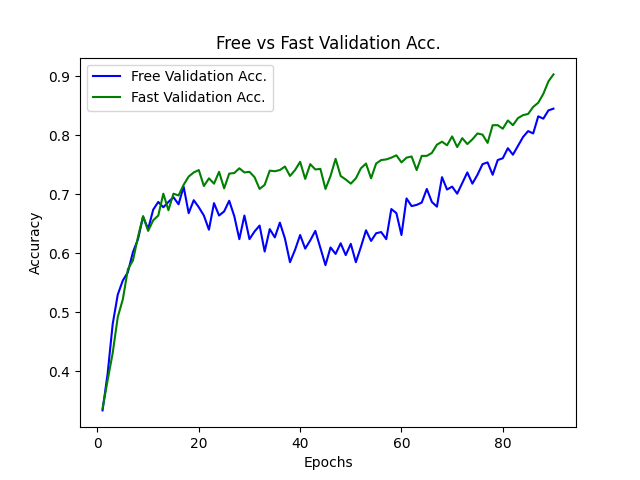 Free vs Fast Validation Acc.
Free Validation Acc.
Fast Validation Acc.
0.9
0.8
0.7
0.6
0.5
0.4
Accuracy
0 20 40 60 80
Epochs